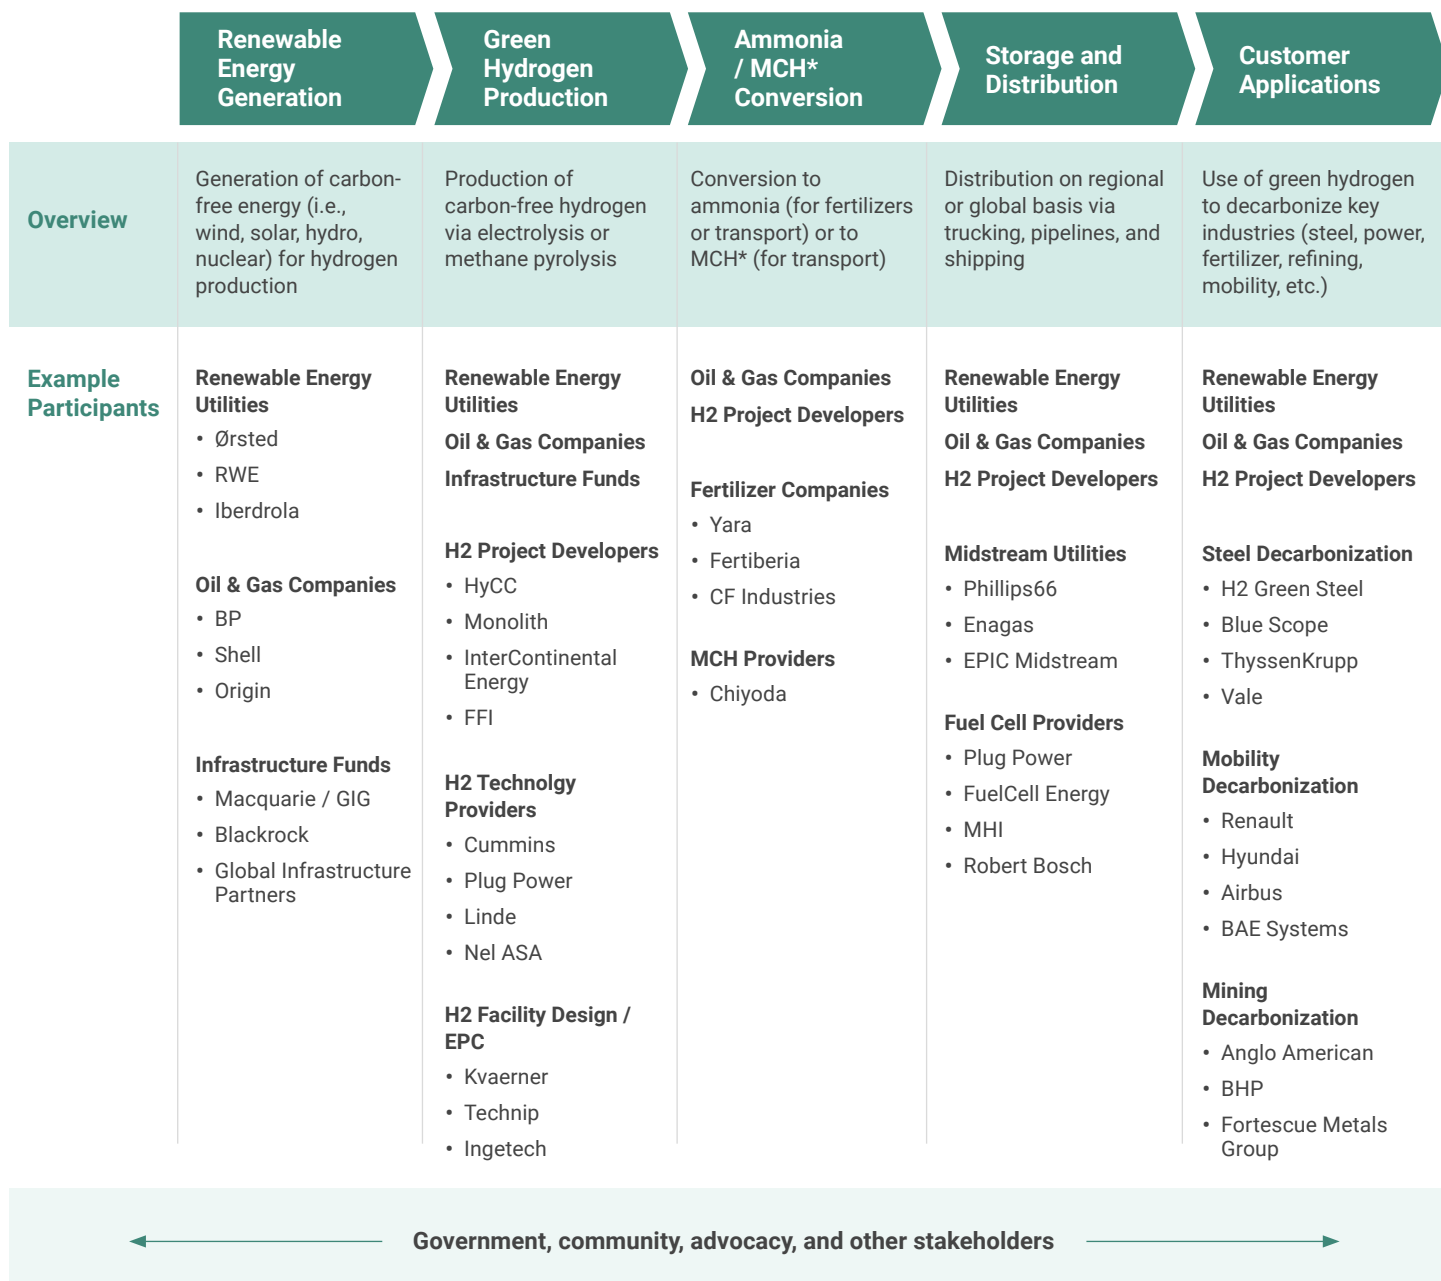 Renewable
Energy
Generation
Green
Hydrogen
Production
Ammonia
/ MCH*
Conversion
Storage and
Distribution
Customer
Applications
Overview
Generation of carbon-
free energy (i.e.,
wind, solar, hydro,
nuclear) for hydrogen
production
Production of
carbon-free hydrogen
via electrolysis or
methane pyrolysis
Conversion to
ammonia (for fertilizers
or transport) or to
MCH* (for transport)
Distribution on regional
or global basis via
trucking, pipelines, and
shipping
Use of green hydrogen
to decarbonize key
industries (steel, power,
fertilizer, refining,
mobility, etc.)
Example
Participants
Renewable Energy
Utilities
• Ørsted
• RWE
• Iberdrola
Oil & Gas Companies
• BP
• Shell
• Origin
Infrastructure Funds
• Macquarie / GIG
• Blackrock
• Global Infrastructure
Partners
Renewable Energy
Utilities
Oil & Gas Companies
Infrastructure Funds
H2 Project Developers
• HyCC
• Monolith
• InterContinental
Energy
• FFI
H2 Technolgy
Providers
• Cummins
• Plug Power
• Linde
• Nel ASA
H2 Facility Design /
EPC
• Kvaerner
• Technip
• Ingetech
Oil & Gas Companies
H2 Project Developers
Fertilizer Companies
• Yara
• Fertiberia
• CF Industries
MCH Providers
• Chiyoda
Renewable Energy
Utilities
Oil & Gas Companies
H2 Project Developers
Midstream Utilities
• Phillips66
• Enagas
• EPIC Midstream
Fuel Cell Providers
• Plug Power
• FuelCell Energy
• MHI
• Robert Bosch
Renewable Energy
Utilities
Oil & Gas Companies
H2 Project Developers
Steel Decarbonization
• H2 Green Steel
• Blue Scope
• ThyssenKrupp
• Vale
Mobility
Decarbonization
• Renault
• Hyundai
• Airbus
• BAE Systems
Mining
Decarbonization
• Anglo American
• BHP
• Fortescue Metals
Group
Government, community, advocacy, and other stakeholders